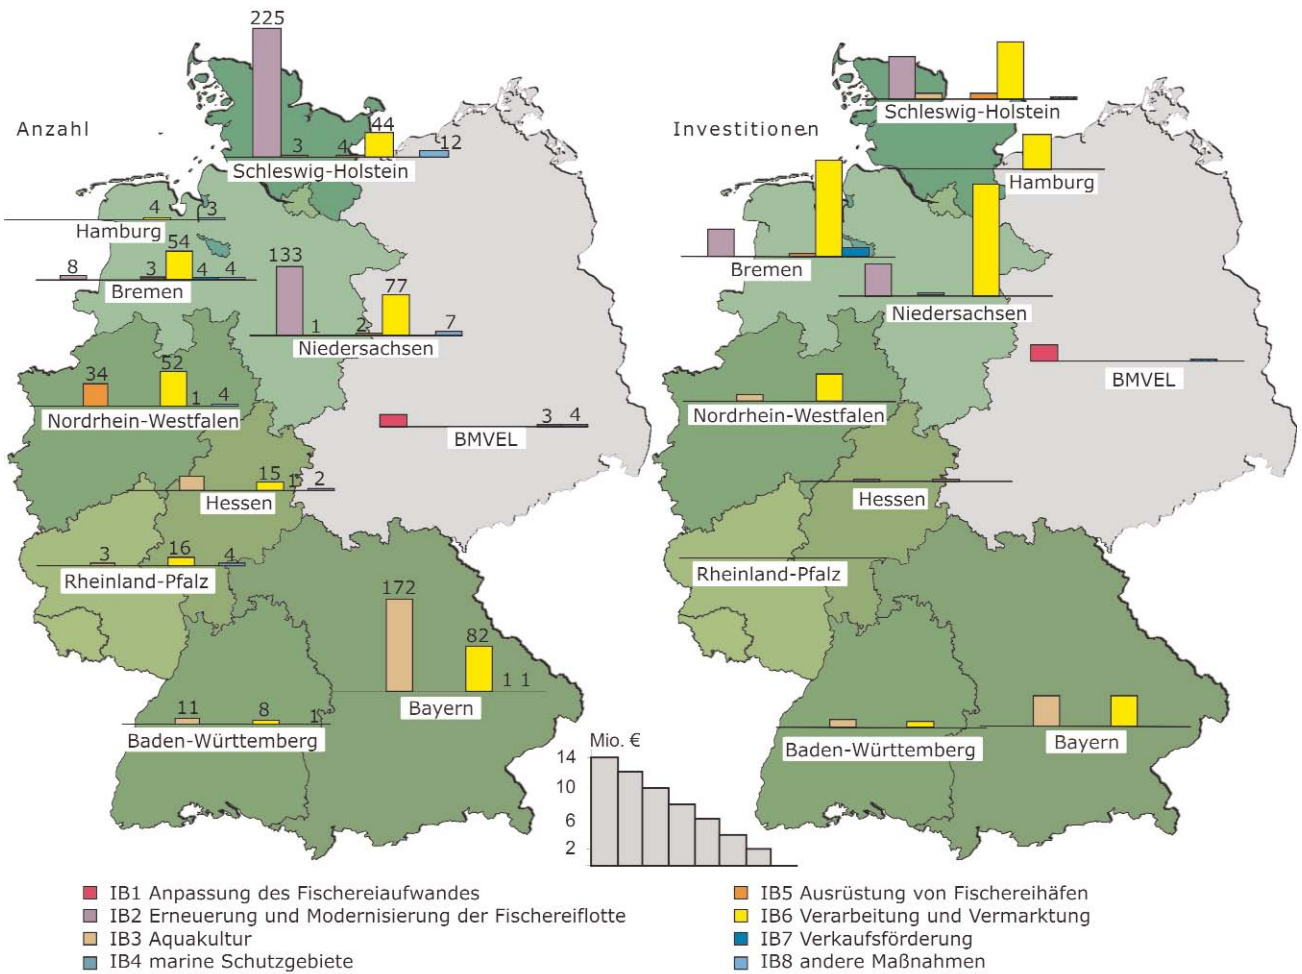 225
Anzahl
3
4
44
12
Schleswig-Holstein
4
3
Hamburg
8
3
54
4
4
Bremen
133
1
2
77
7
Niedersachsen
34
52
1
4
Nordrhein-Westfalen
3
4
BMVEL
15
1
2
Hessen
3
16
4
Rheinland-Pfalz
172
82
1
1
Bayern
11
8
1
Baden-Württemberg
Investitionen
Schleswig-Holstein
Hamburg
Bremen
Niedersachsen
BMVEL
Nordrhein-Westfalen
Hessen
Rheinland-Pfalz
Baden-Württemberg
Bayern
Mio. €
14
10
6
2
IB1 Anpassung des Fischereiaufwandes
IB2 Erneuerung und Modernisierung der Fischereiflotte
IB3 Aquakultur
IB4 marine Schutzgebiete
IB5 Ausrüstung von Fischereihäfen
IB6 Verarbeitung und Vermarktung
IB7 Verkaufsförderung
IB8 andere Maßnahmen